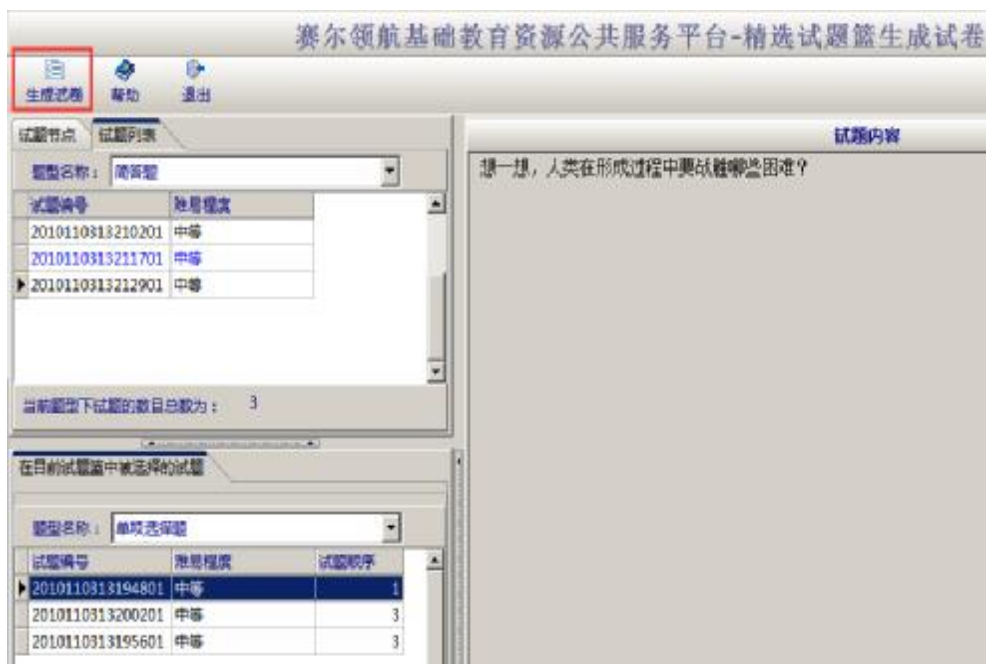 赛尔领航基础教育资源公共服务平台-精选试题篮生成试卷
生成试卷 帮助 退出
试题节点 试题列表
题型名称： 简答题
试题编号 难易程度
2010110313210201 中等
2010110313211701 中等
2010110313212901 中等
当前题型下试题的数目总数为： 3
试题内容
想一想，人类在形成过程中要战胜哪些困难？
在目前试题篮中被选择的试题
题型名称： 单项选择题
试题编号 难易程度 试题顺序
2010110313194801 中等 1
2010110313200201 中等 3
2010110313195601 中等 3